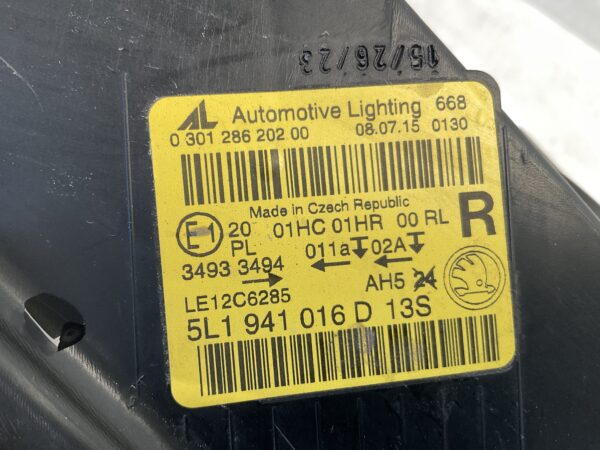 15/26/23
AL Automotive Lighting 668
0 301 286 202 00 08.07.15 0130
Made in Czech Republic
E1 20 01HC 01HR 00 RL R
PL 011a 02A
3493 3494
LE12C6285 AH5 24
5L1 941 016 D 13S